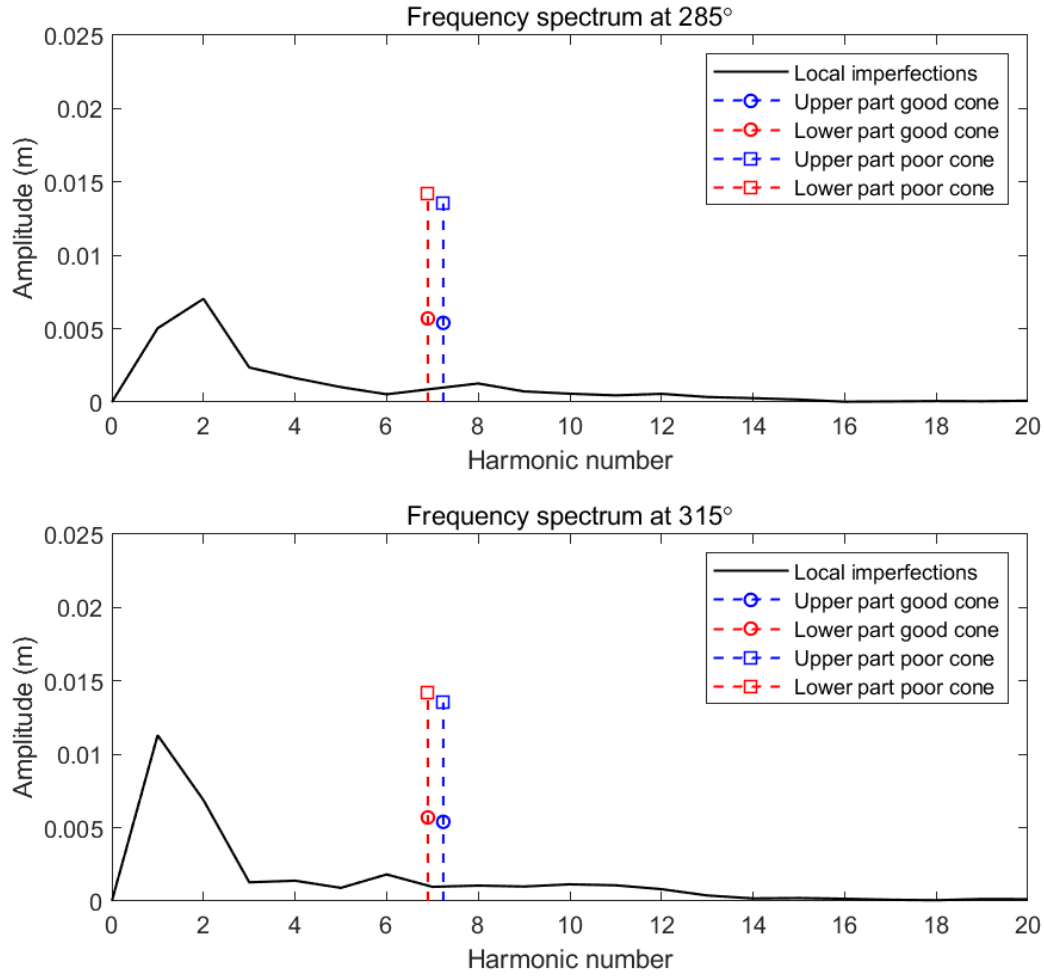 Frequency spectrum at 285°
0.025
0.02
0.015
0.01
0.005
0
Amplitude (m)
Local imperfections
Upper part good cone
Lower part good cone
Upper part poor cone
Lower part poor cone
0 2 4 6 8 10 12 14 16 18 20
Harmonic number
Frequency spectrum at 315°
0.025
0.02
0.015
0.01
0.005
0
Amplitude (m)
Local imperfections
Upper part good cone
Lower part good cone
Upper part poor cone
Lower part poor cone
0 2 4 6 8 10 12 14 16 18 20
Harmonic number